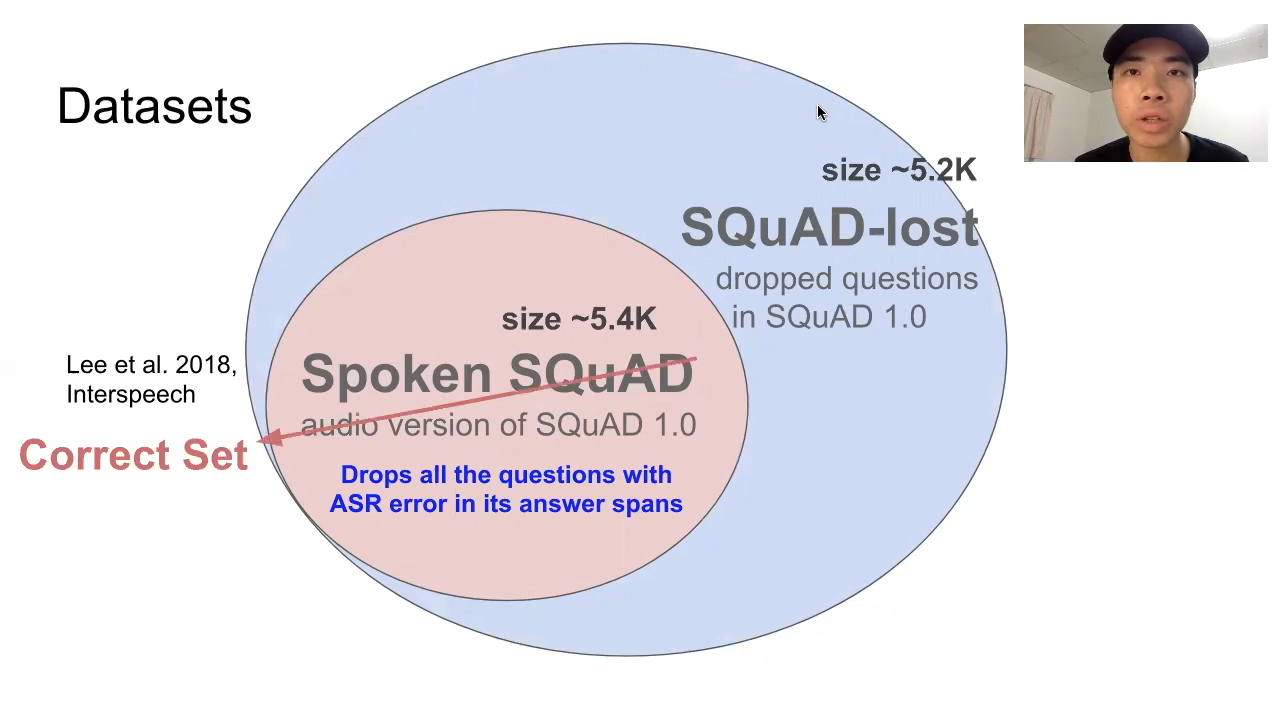 Datasets
size ~5.2K
SQuAD-lost
dropped questions
in SQuAD 1.0
size ~5.4K
Spoken SQuAD
audio version of SQuAD 1.0
Drops all the questions with
ASR error in its answer spans
Lee et al. 2018,
Interspeech
Correct Set